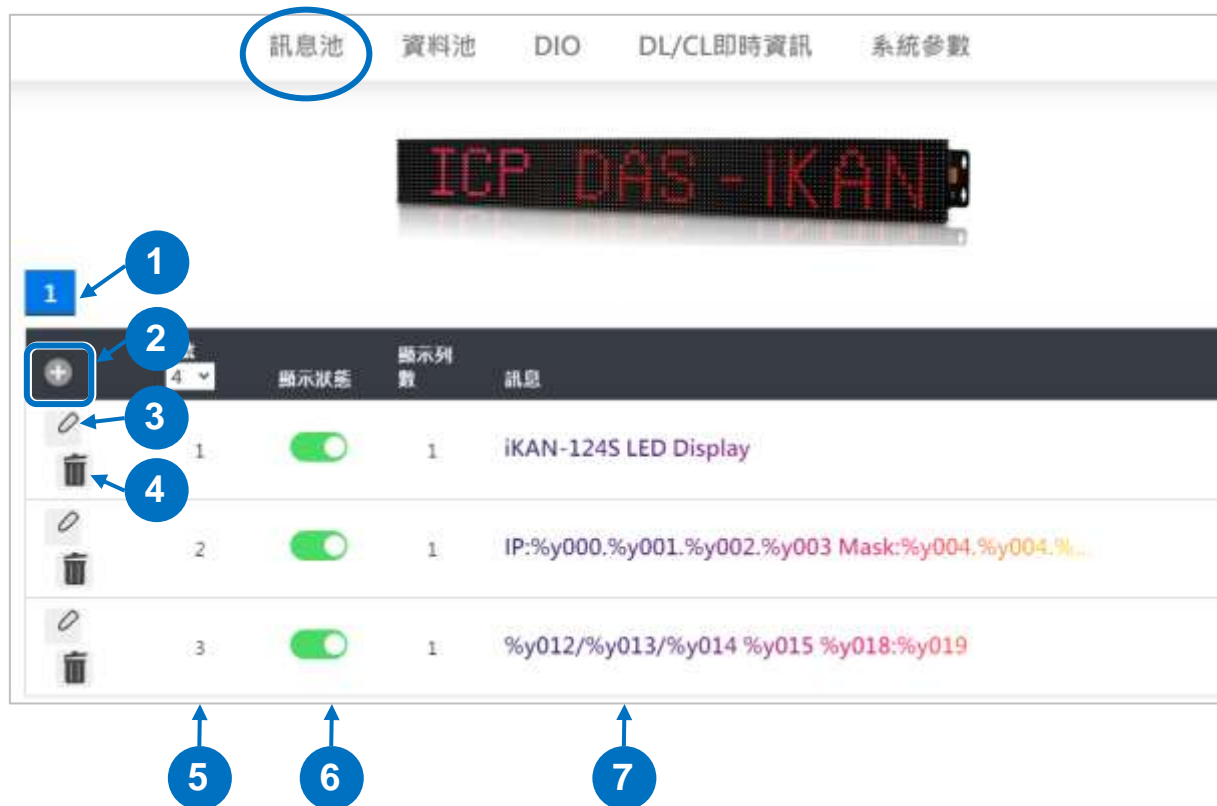 訊息池 資料池 DIO DL/CL即時資訊 系統參數
ICP DAS-iKAN
1
1
2
4 顯示狀態 顯示列數 訊息
3
1 1 iKAN-124S LED Display
4
2 1 IP:%y000.%y001.%y002.%y003 Mask:%y004.%y004.%...
3 1 %y012/%y013/%y014 %y015 %y018:%y019
5 6 7